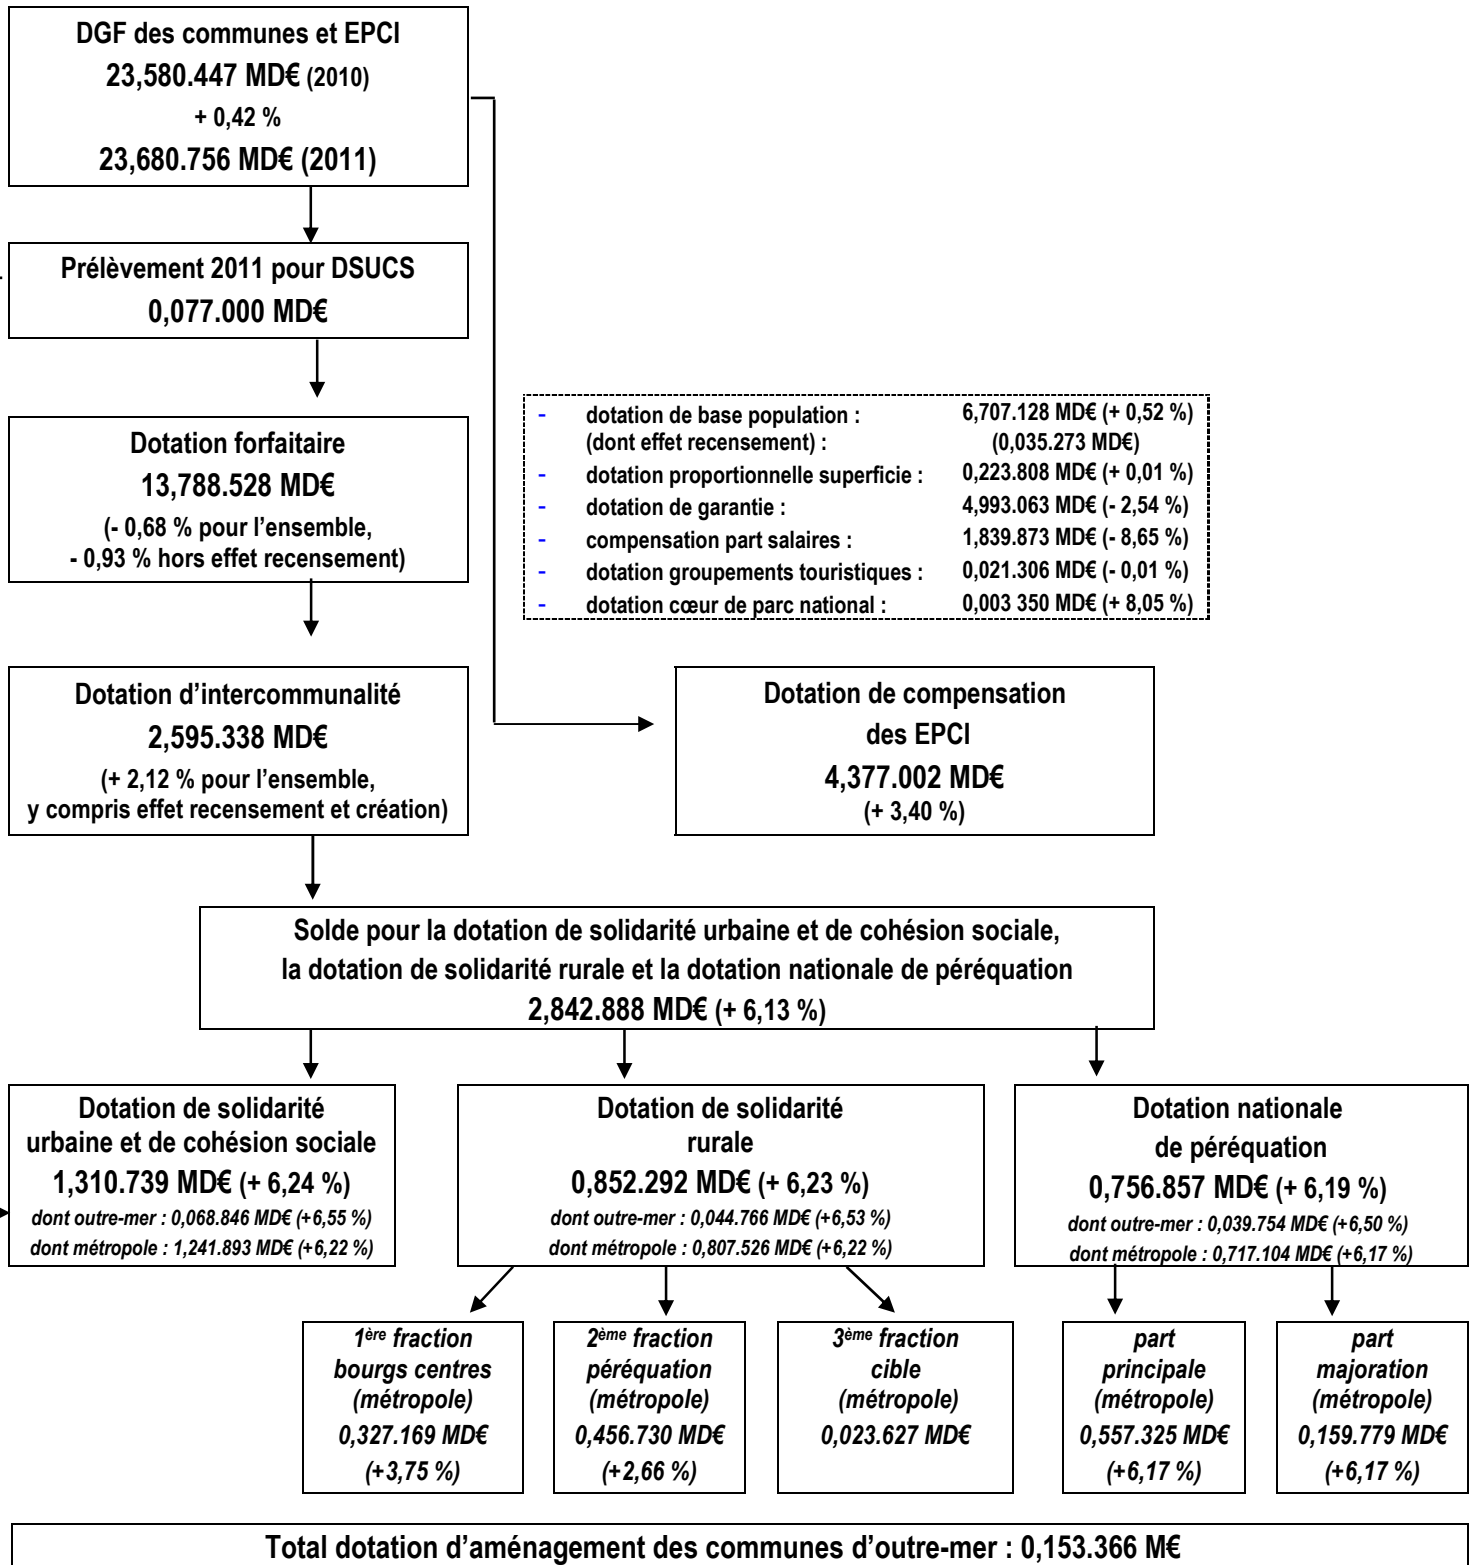 DGF des communes et EPCI
23,580.447 MD€ (2010)
+ 0,42 %
23,680.756 MD€ (2011)
Prélèvement 2011 pour DSUCS
0,077.000 MD€
Dotation forfaitaire
13,788.528 MD€
(- 0,68 % pour l’ensemble,
- 0,93 % hors effet recensement)
- dotation de base population : 6,707.128 MD€ (+ 0,52 %)
(dont effet recensement) : (0,035.273 MD€)
- dotation proportionnelle superficie : 0,223.808 MD€ (+ 0,01 %)
- dotation de garantie : 4,993.063 MD€ (- 2,54 %)
- compensation part salaires : 1,839.873 MD€ (- 8,65 %)
- dotation groupements touristiques : 0,021.306 MD€ (- 0,01 %)
- dotation cœur de parc national : 0,003 350 MD€ (+ 8,05 %)
Dotation d’intercommunalité
2,595.338 MD€
(+ 2,12 % pour l’ensemble,
y compris effet recensement et création)
Dotation de compensation
des EPCI
4,377.002 MD€
(+ 3,40 %)
Solde pour la dotation de solidarité urbaine et de cohésion sociale,
la dotation de solidarité rurale et la dotation nationale de péréquation
2,842.888 MD€ (+ 6,13 %)
Dotation de solidarité
urbaine et de cohésion sociale
1,310.739 MD€ (+ 6,24 %)
dont outre-mer : 0,068.846 MD€ (+6,55 %)
dont métropole : 1,241.893 MD€ (+6,22 %)
Dotation de solidarité
rurale
0,852.292 MD€ (+ 6,23 %)
dont outre-mer : 0,044.766 MD€ (+6,53 %)
dont métropole : 0,807.526 MD€ (+6,22 %)
Dotation nationale
de péréquation
0,756.857 MD€ (+ 6,19 %)
dont outre-mer : 0,039.754 MD€ (+6,50 %)
dont métropole : 0,717.104 MD€ (+6,17 %)
1ère fraction
bourgs centres
(métropole)
0,327.169 MD€
(+3,75 %)
2ème fraction
péréquation
(métropole)
0,456.730 MD€
(+2,66 %)
3ème fraction
cible
(métropole)
0,023.627 MD€
part
principale
(métropole)
0,557.325 MD€
(+6,17 %)
part
majoration
(métropole)
0,159.779 MD€
(+6,17 %)
Total dotation d’aménagement des communes d’outre-mer : 0,153.366 M€